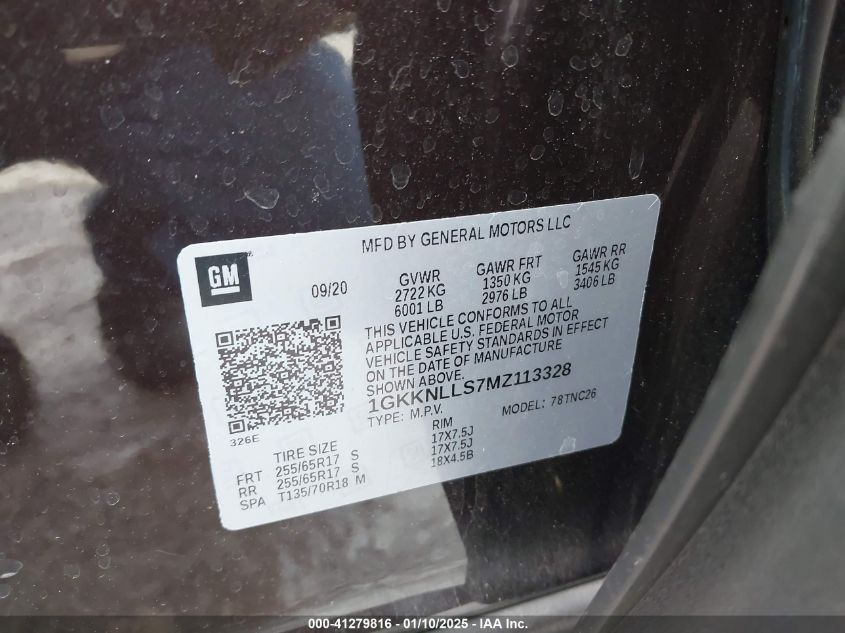 MFD BY GENERAL MOTORS LLC
GM
09/20
GVWR GAWR FRT GAWR RR
2722 KG 1350 KG 1545 KG
6001 LB 2976 LB 3406 LB
THIS VEHICLE CONFORMS TO ALL
APPLICABLE U.S. FEDERAL MOTOR
VEHICLE SAFETY STANDARDS IN EFFECT
ON THE DATE OF MANUFACTURE
SHOWN ABOVE.
1GKKNLLS7MZ113328
TYPE: M.P.V. MODEL: 78TNC26
326E
TIRE SIZE RIM
FRT 255/65R17 S 17X7.5J
RR 255/65R17 S 17X7.5J
SPA T135/70R18 M 18X4.5B
000-41279816 - 01/10/2025 - IAA Inc.